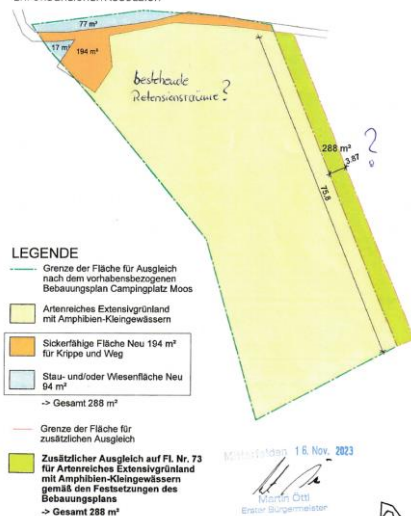 77 m²
17 m²
194 m²
bestehende
Retensionsräume?
288 m²
?
3.87
75.8
LEGENDE
Grenze der Fläche für Ausgleich
nach dem vorhabensbezogenen
Bebauungsplan Campingplatz Moos
Artenreiches Extensivgrünland
mit Amphibien-Kleingewässern
Sickerfähige Fläche Neu 194 m²
für Krippe und Weg
Stau- und/oder Wiesenfläche Neu
94 m²
-> Gesamt 288 m²
Grenze der Fläche für
zusätzlichen Ausgleich
Zusätzlicher Ausgleich auf Fl. Nr. 73
für Artenreiches Extensivgrünland
mit Amphibien-Kleingewässern
gemäß den Festsetzungen des
Bebauungsplans
-> Gesamt 288 m²
16. Nov. 2023
Martin Öttl
Erster Bürgermeister